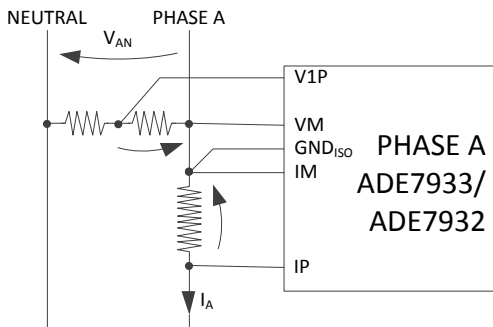 NEUTRAL PHASE A
VAN
V1P
VM
GNDISO
IM
PHASE A
ADE7933/
ADE7932
IP
IA